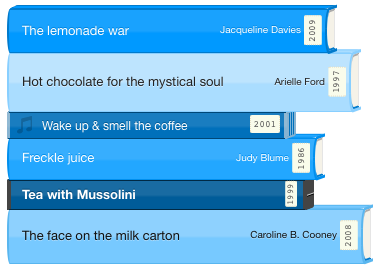 The lemonade war Jacqueline Davies 2009
Hot chocolate for the mystical soul Arielle Ford 1997
Wake up & smell the coffee 2001
Freckle juice Judy Blume 1986
Tea with Mussolini 1999
The face on the milk carton Caroline B. Cooney 2008